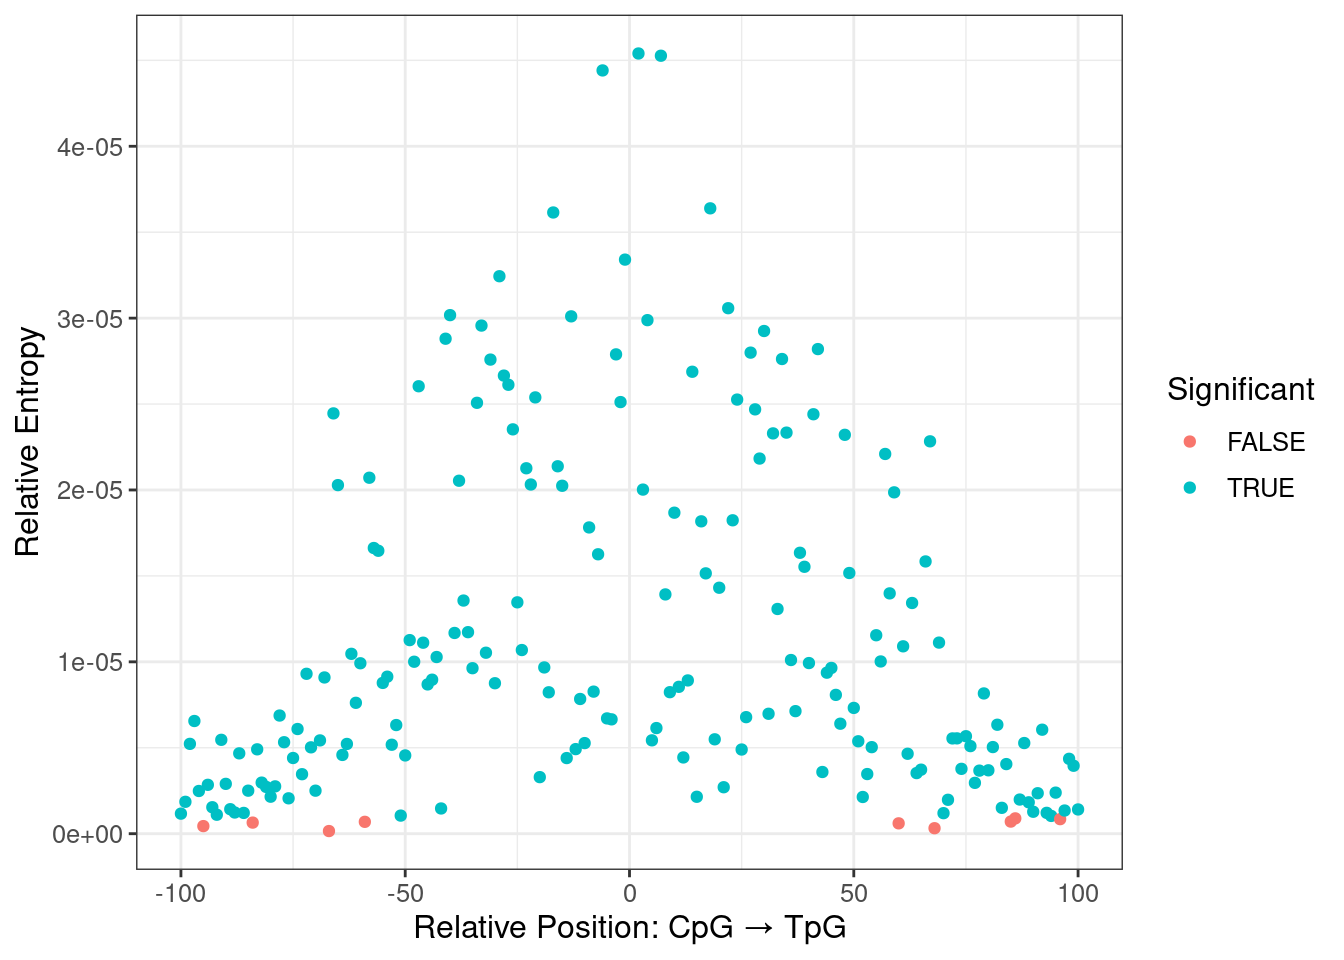 4e-05
3e-05
2e-05
1e-05
0e+00
-100
-50
0
50
100
Relative Entropy
Relative Position: CpG → TpG
Significant
FALSE
TRUE